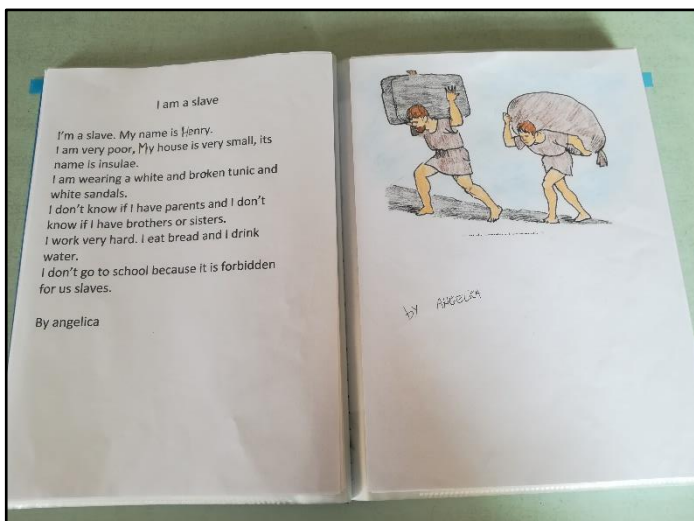 I am a slave
I'm a slave. My name is Henry.
I am very poor, My house is very small, its
name is insulae.
I am wearing a white and broken tunic and
white sandals.
I don't know if I have parents and I don't
know if I have brothers or sisters.
I work very hard. I eat bread and I drink
water.
I don't go to school because it is forbidden
for us slaves.
By angelica
by ANGELICA